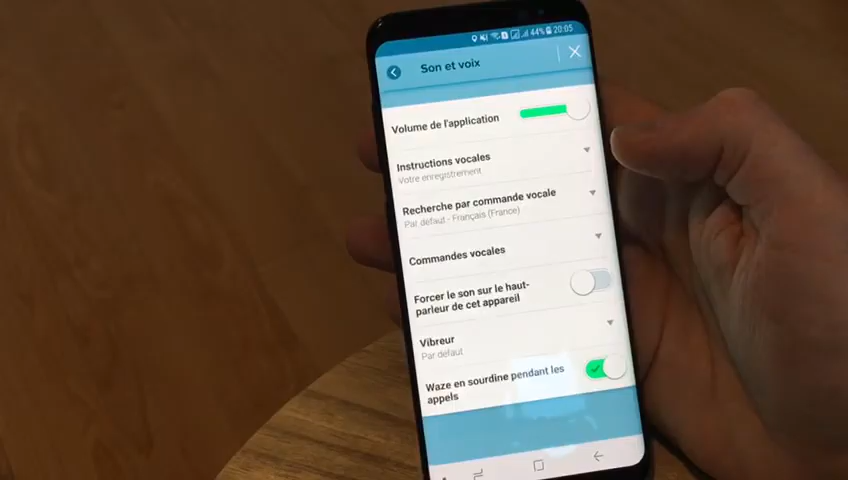 44% 20:05
Son et voix
Volume de l'application
Instructions vocales
Votre enregistrement
Recherche par commande vocale
Par défaut - Français (France)
Commandes vocales
Forcer le son sur le haut-
parleur de cet appareil
Vibreur
Par défaut
Waze en sourdine pendant les
appels